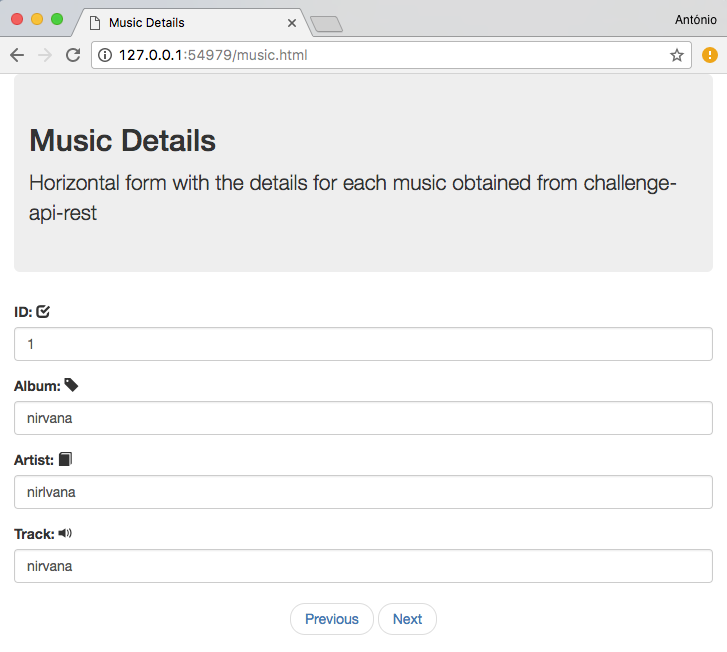 Music Details
António
127.0.0.1:54979/music.html
Music Details
Horizontal form with the details for each music obtained from challenge-
api-rest
ID:
1
Album:
nirvana
Artist:
nirlvana
Track:
nirvana
Previous Next